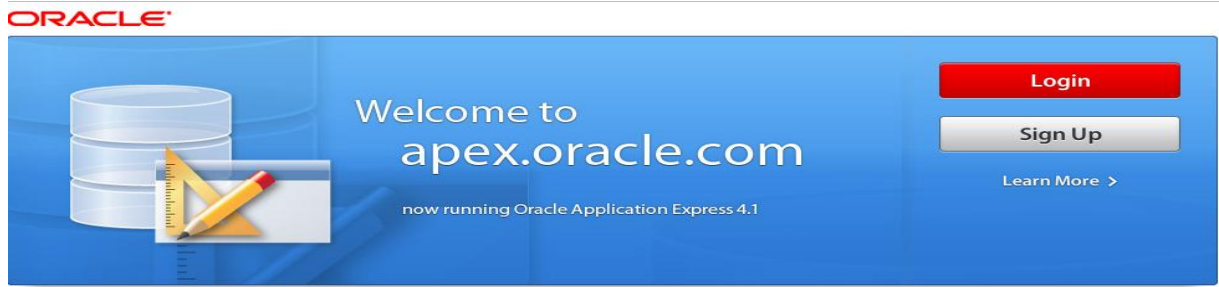 ORACLE
Login
Welcome to
Sign Up
apex.oracle.com
Learn More >
now running Oracle Application Express 4.1